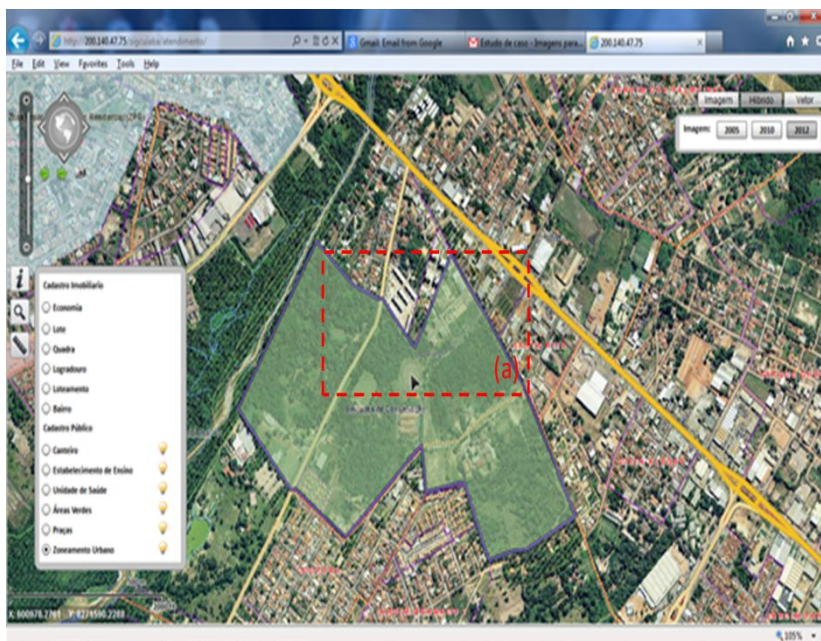 http://200.140.47.75/sigcuiaba/atendimento/
Gmail: Email from Google
Estudo de caso - Imagens para...
200.140.47.75
File Edit View Favorites Tools Help
Imagem Híbrido Vetor
Imagem: 2005 2010 2012
Cadastro Imobiliario
Economia
Lote
Quadra
Logradouro
Loteamento
Bairro
Cadastro Público
Canteiro
Estabelecimento de Ensino
Unidade de Saúde
Áreas Verdes
Praças
Zoneamento Urbano
(a)
105%